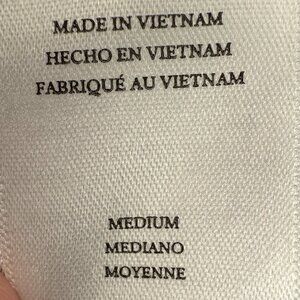 MADE IN VIETNAM
HECHO EN VIETNAM
FABRIQUÉ AU VIETNAM
MEDIUM
MEDIANO
MOYENNE